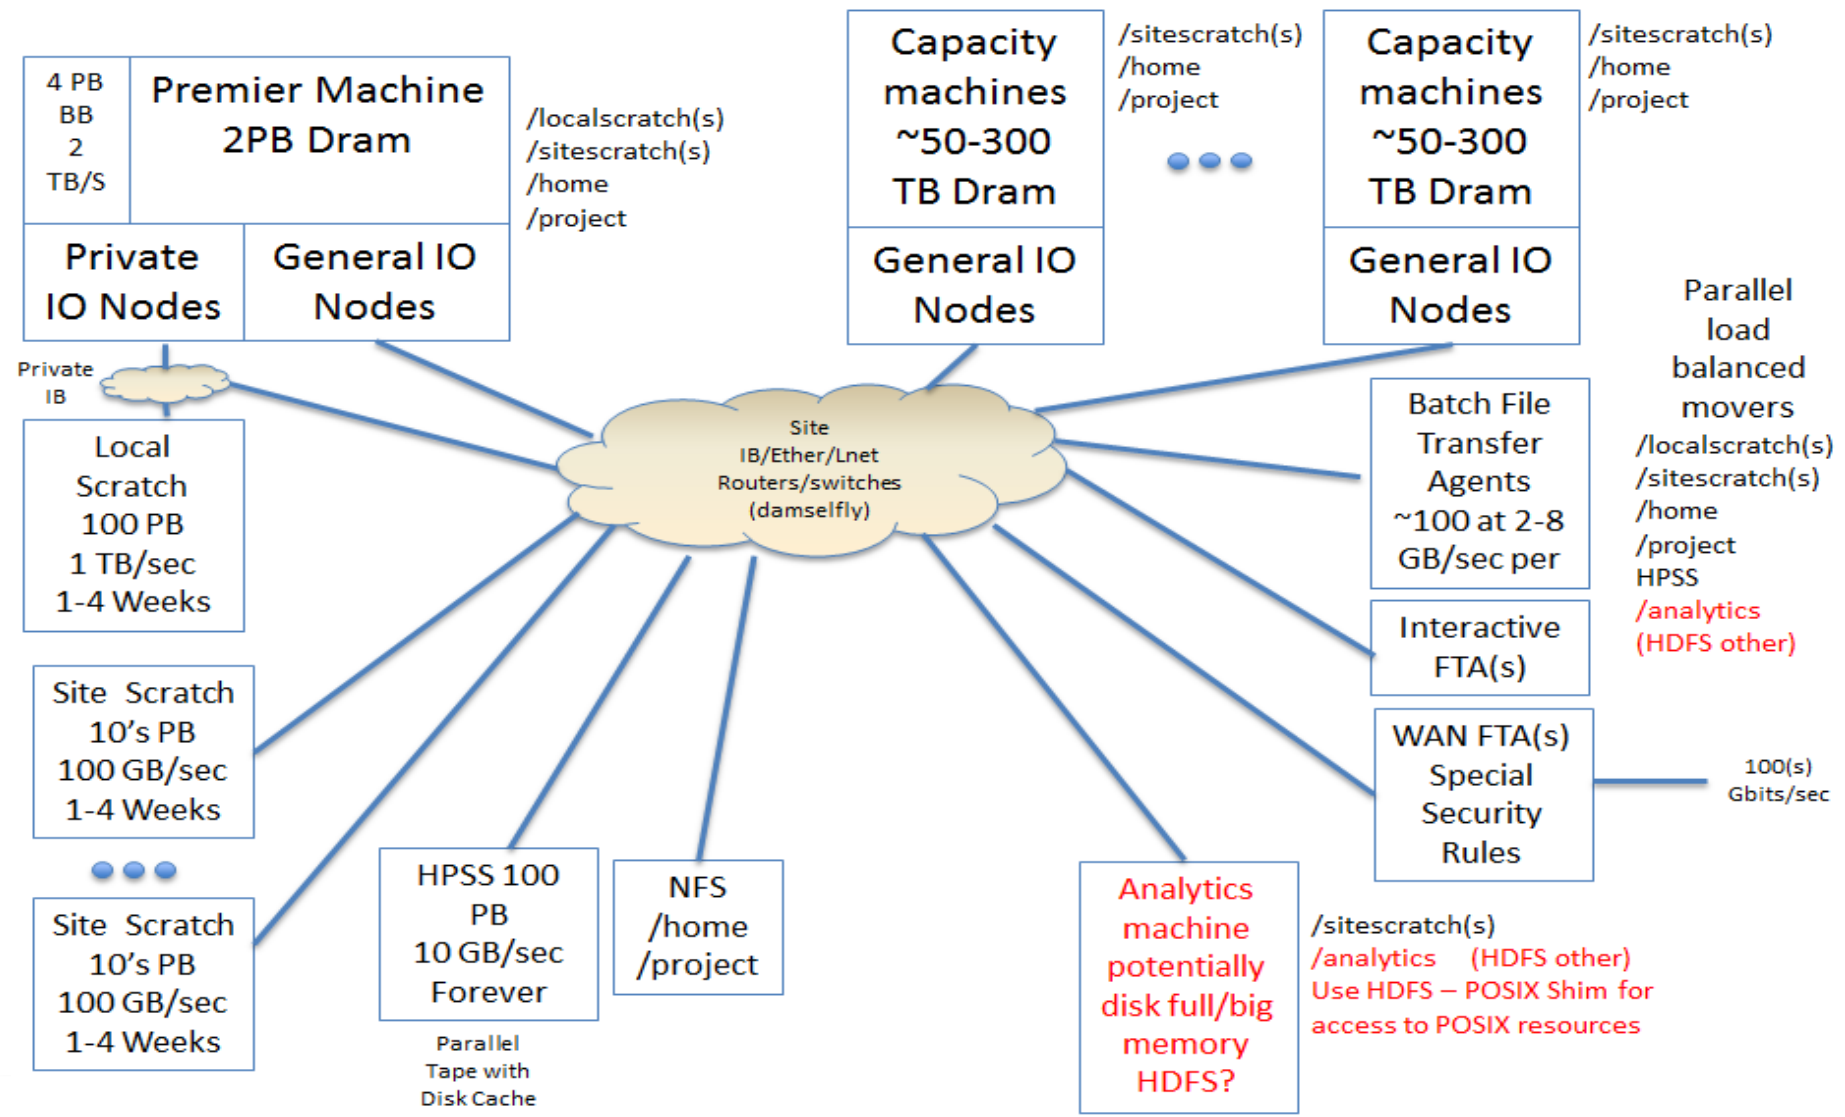 4 PB
BB
2
TB/S
Premier Machine
2PB Dram
/localscratch(s)
/sitescratch(s)
/home
/project
Private
IO Nodes
General IO
Nodes
Capacity
machines
~50-300
TB Dram
General IO
Nodes
/sitescratch(s)
/home
/project
Capacity
machines
~50-300
TB Dram
General IO
Nodes
/sitescratch(s)
/home
/project
Private
IB
Local
Scratch
100 PB
1 TB/sec
1-4 Weeks
Site
IB/Ether/Lnet
Routers/switches
(damselfly)
Batch File
Transfer
Agents
~100 at 2-8
GB/sec per
Parallel
load
balanced
movers
/localscratch(s)
/sitescratch(s)
/home
/project
HPSS
/analytics
(HDFS other)
Interactive
FTA(s)
WAN FTA(s)
Special
Security
Rules
100(s)
Gbits/sec
Site Scratch
10's PB
100 GB/sec
1-4 Weeks
Site Scratch
10's PB
100 GB/sec
1-4 Weeks
HPSS 100
PB
10 GB/sec
Forever
Parallel
Tape with
Disk Cache
NFS
/home
/project
Analytics
machine
potentially
disk full/big
memory
HDFS?
/sitescratch(s)
/analytics (HDFS other)
Use HDFS – POSIX Shim for
access to POSIX resources